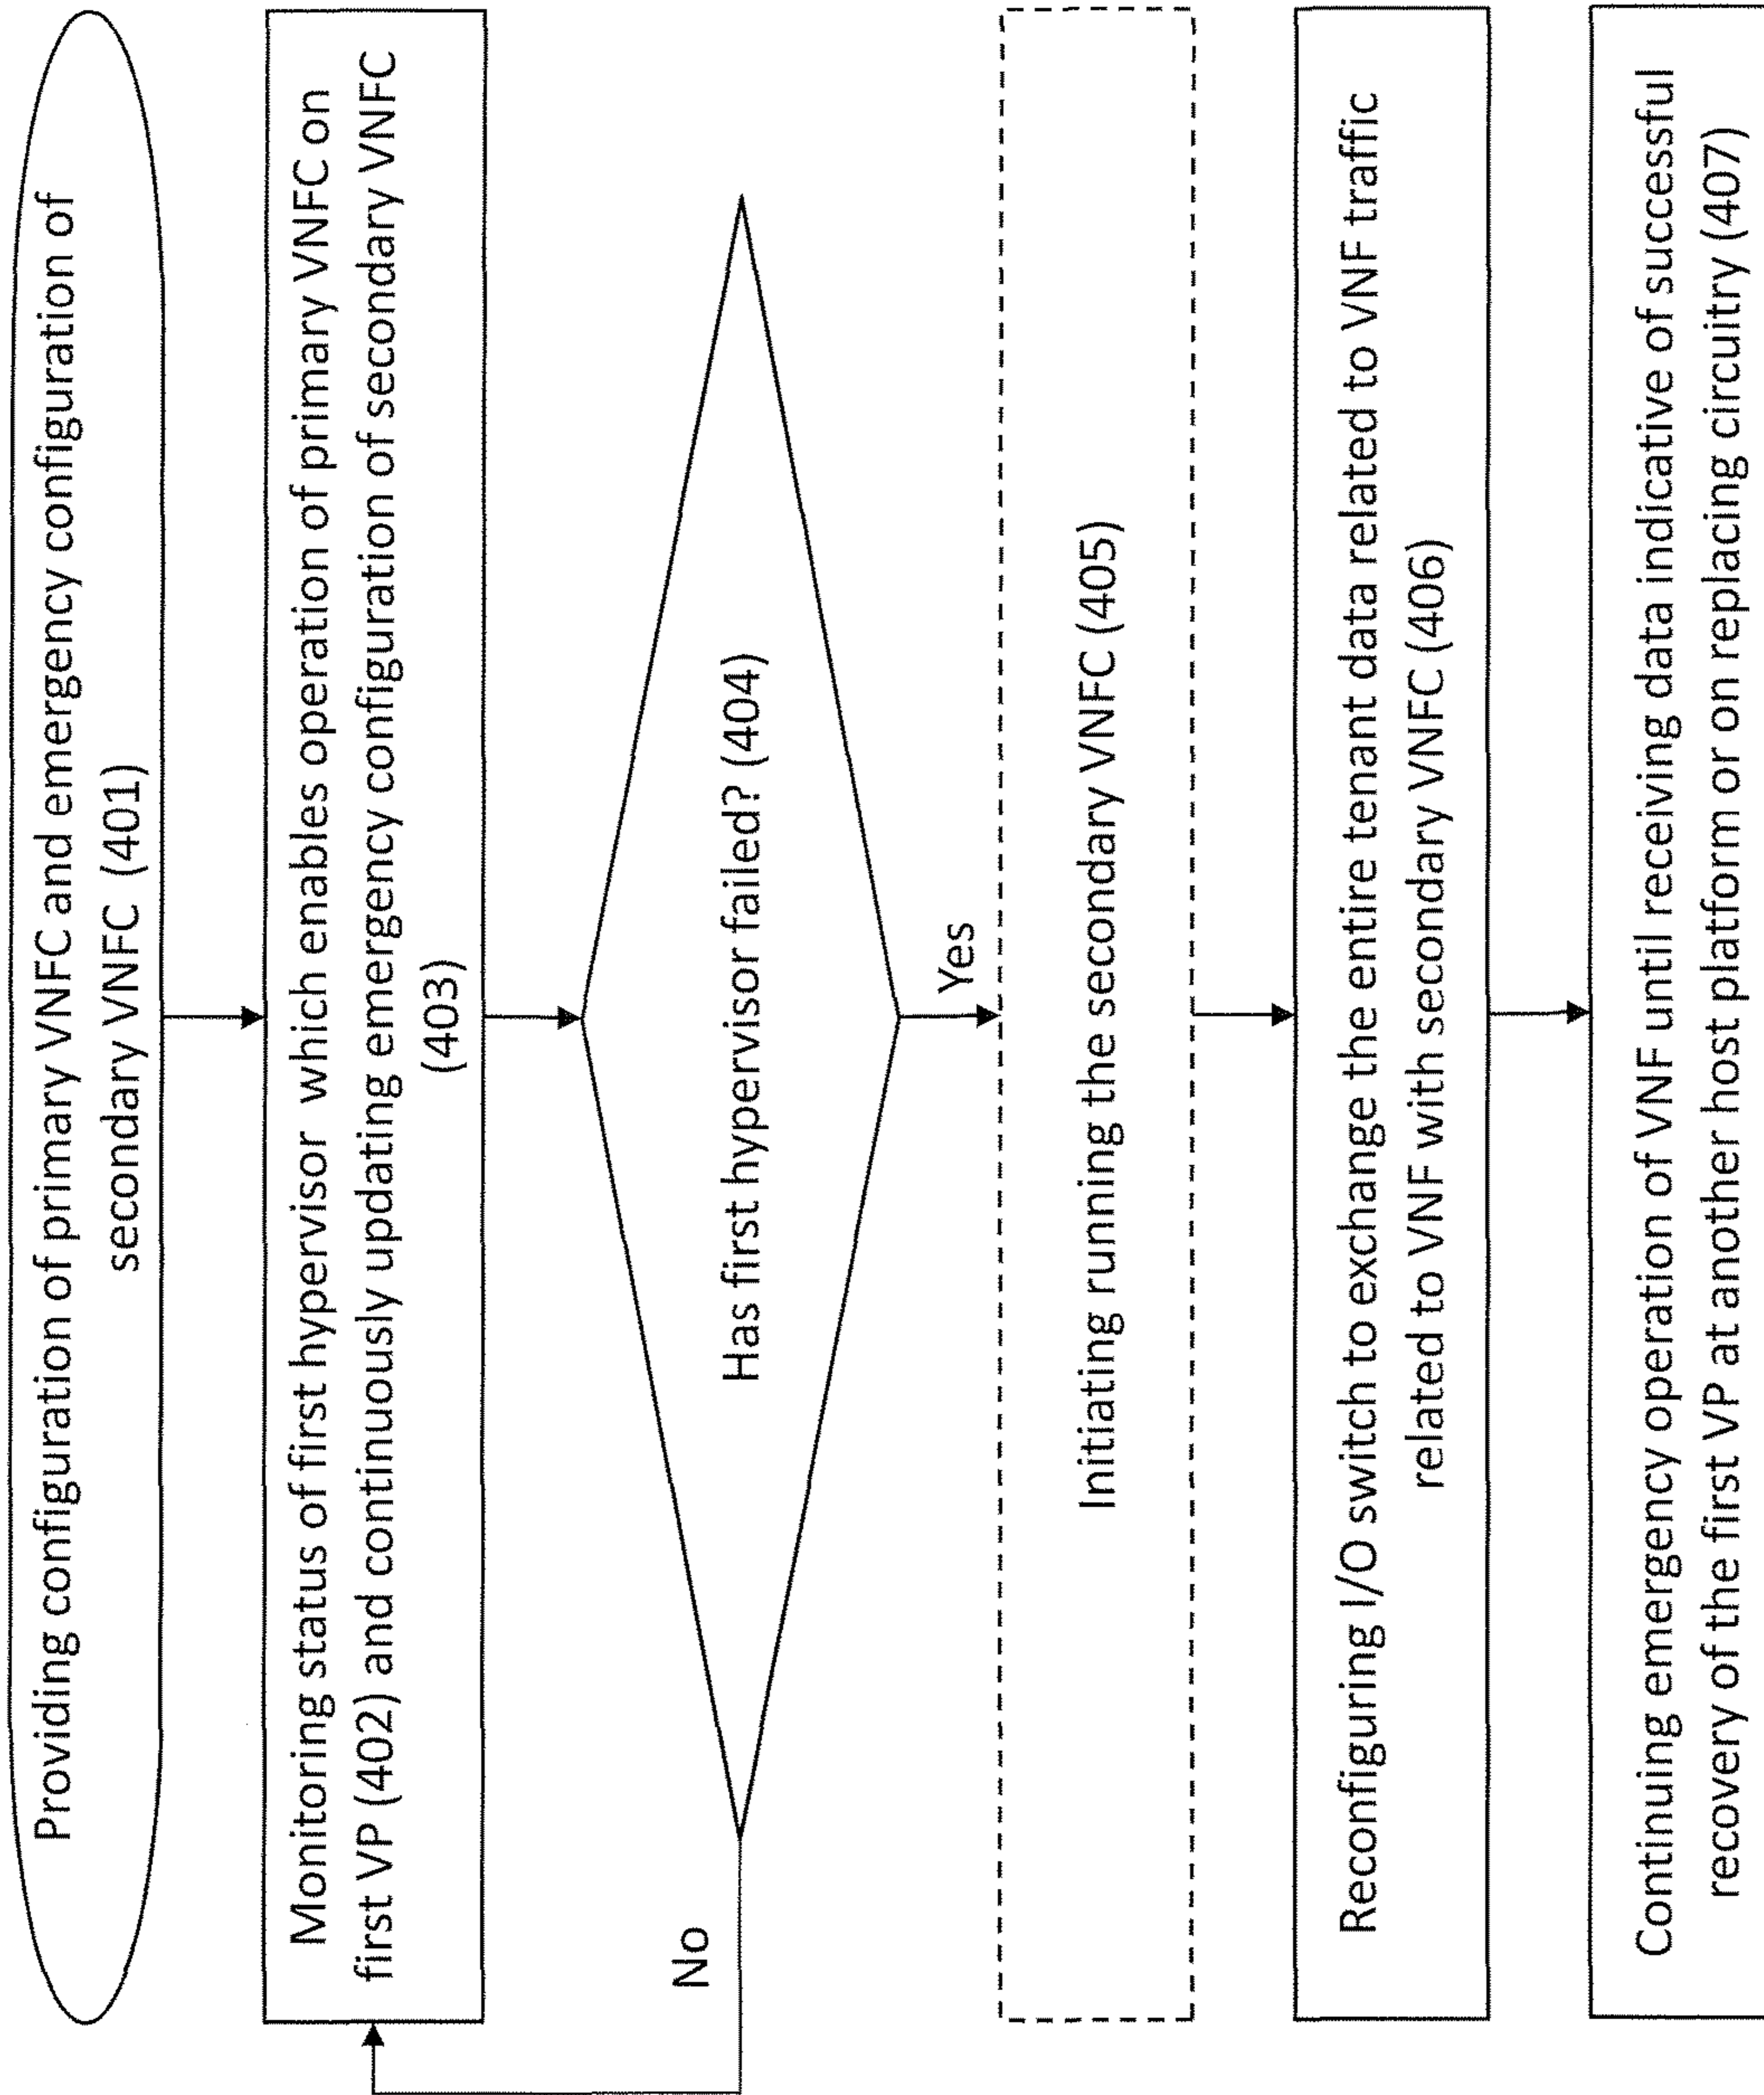 Providing configuration of primary VNFC and emergency configuration of
secondary VNFC (401)
Monitoring status of first hypervisor which enables operation of primary VNFC on
first VP (402) and continuously updating emergency configuration of secondary VNFC
(403)
Has first hypervisor failed? (404)
No
Yes
Initiating running the secondary VNFC (405)
Reconfiguring I/O switch to exchange the entire tenant data related to VNF traffic
related to VNF with secondary VNFC (406)
Continuing emergency operation of VNF until receiving data indicative of successful
recovery of the first VP at another host platform or on replacing circuitry (407)